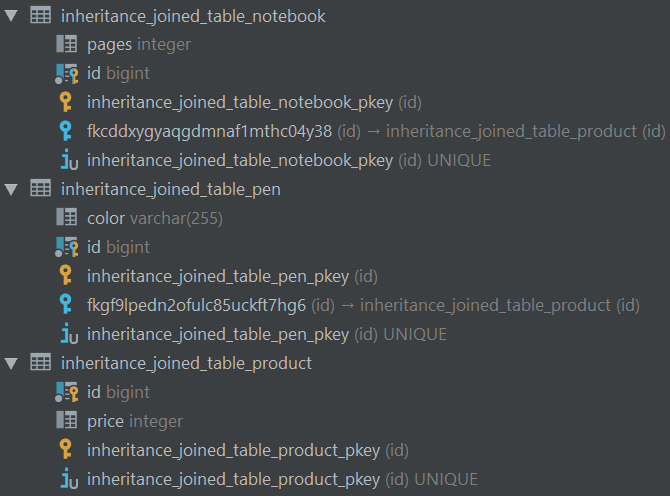 inheritance_joined_table_notebook
pages integer
id bigint
inheritance_joined_table_notebook_pkey (id)
fkcddxygyaqgdmnaf1mthc04y38 (id) → inheritance_joined_table_product (id)
inheritance_joined_table_notebook_pkey (id) UNIQUE
inheritance_joined_table_pen
color varchar(255)
id bigint
inheritance_joined_table_pen_pkey (id)
fkgf9lpedn2ofulc85uckft7hg6 (id) → inheritance_joined_table_product (id)
inheritance_joined_table_pen_pkey (id) UNIQUE
inheritance_joined_table_product
id bigint
price integer
inheritance_joined_table_product_pkey (id)
inheritance_joined_table_product_pkey (id) UNIQUE